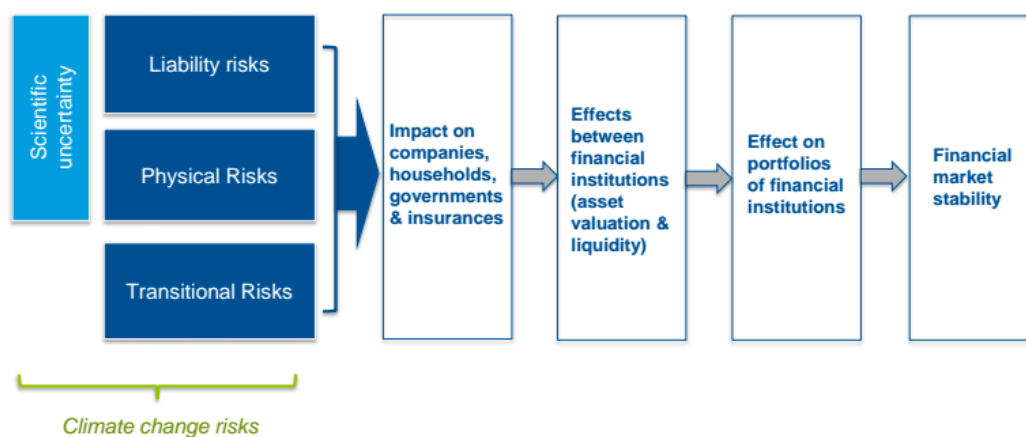 Scientific
uncertainty
Liability risks
Physical Risks
Transitional Risks
Impact on
companies,
households,
governments
& insurances
Effects
between
financial
institutions
(asset
valuation &
liquidity)
Effect on
portfolios
of financial
institutions
Financial
market
stability
Climate change risks